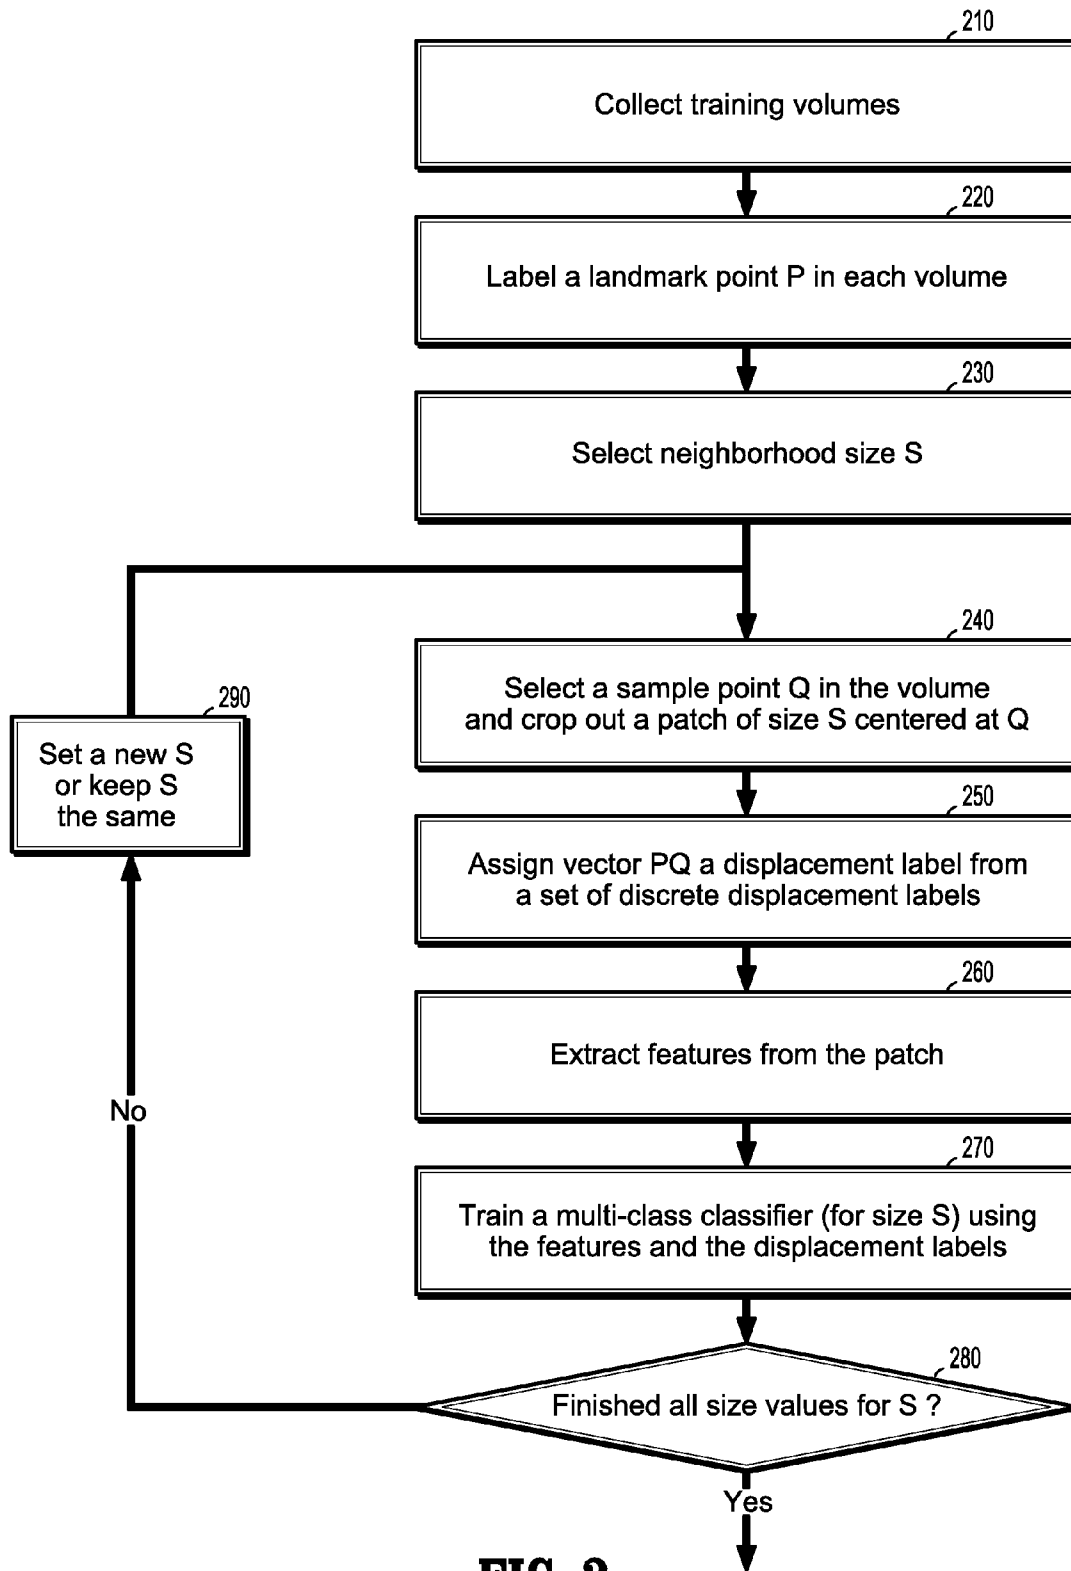 210
Collect training volumes
220
Label a landmark point P in each volume
230
Select neighborhood size S
240
Select a sample point Q in the volume
and crop out a patch of size S centered at Q
290
Set a new S
or keep S
the same
250
Assign vector PQ a displacement label from
a set of discrete displacement labels
260
Extract features from the patch
No
270
Train a multi-class classifier (for size S) using
the features and the displacement labels
280
Finished all size values for S ?
Yes
FIG. 2